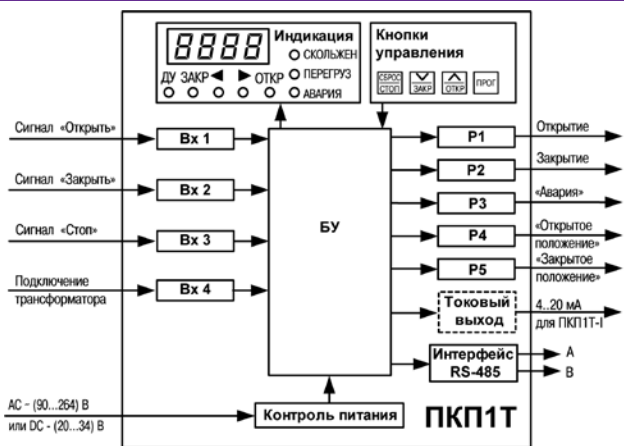 8888
Индикация
СКОЛЬЖЕН
ДУ ЗАКР ◄ ► ОТКР
ПЕРЕГРУЗ
АВАРИЯ
Кнопки
управления
СБРОС
СТОП
ЗАКР
ОТКР
ПРОГ
Сигнал «Открыть»
Вх 1
Сигнал «Закрыть»
Вх 2
Сигнал «Стоп»
Вх 3
Подключение
трансформатора
Вх 4
БУ
Р1
Открытие
Р2
Закрытие
Р3
«Авария»
Р4
«Открытое
положение»
Р5
«Закрытое
положение»
Токовый
выход
4..20 мА
для ПКП1Т-I
Интерфейс
RS-485
А
В
АС - (90...264) В
или DC - (20...34) В
Контроль питания
ПКП1Т